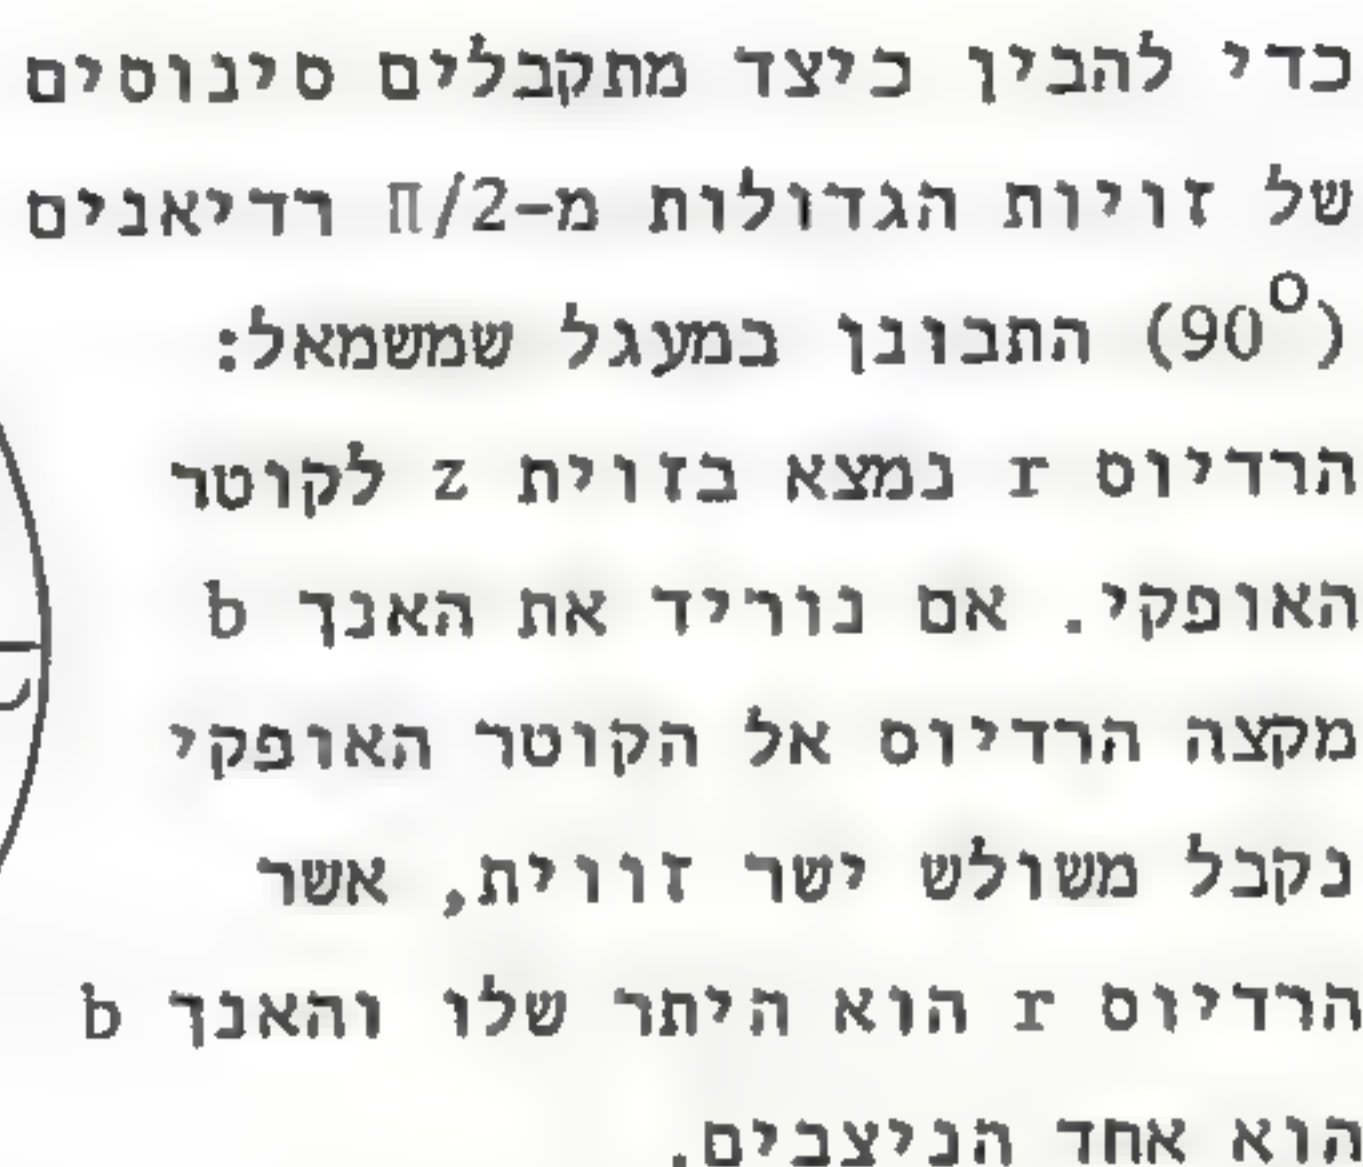 כדי להבין כיצד מתקבלים סינוסים
של זויות הגדולות מ-π/2 רדיאנים
(90°) התבונן במעגל שמשמאל:
הרדיוס r נמצא בזוית z לקוטר
האופקי. אם נוריד את האנך b
מקצה הרדיוס אל הקוטר האופקי
נקבל משולש ישר זווית, אשר
הרדיוס r הוא היתר שלו והאנך b
הוא אחד הניצבים.